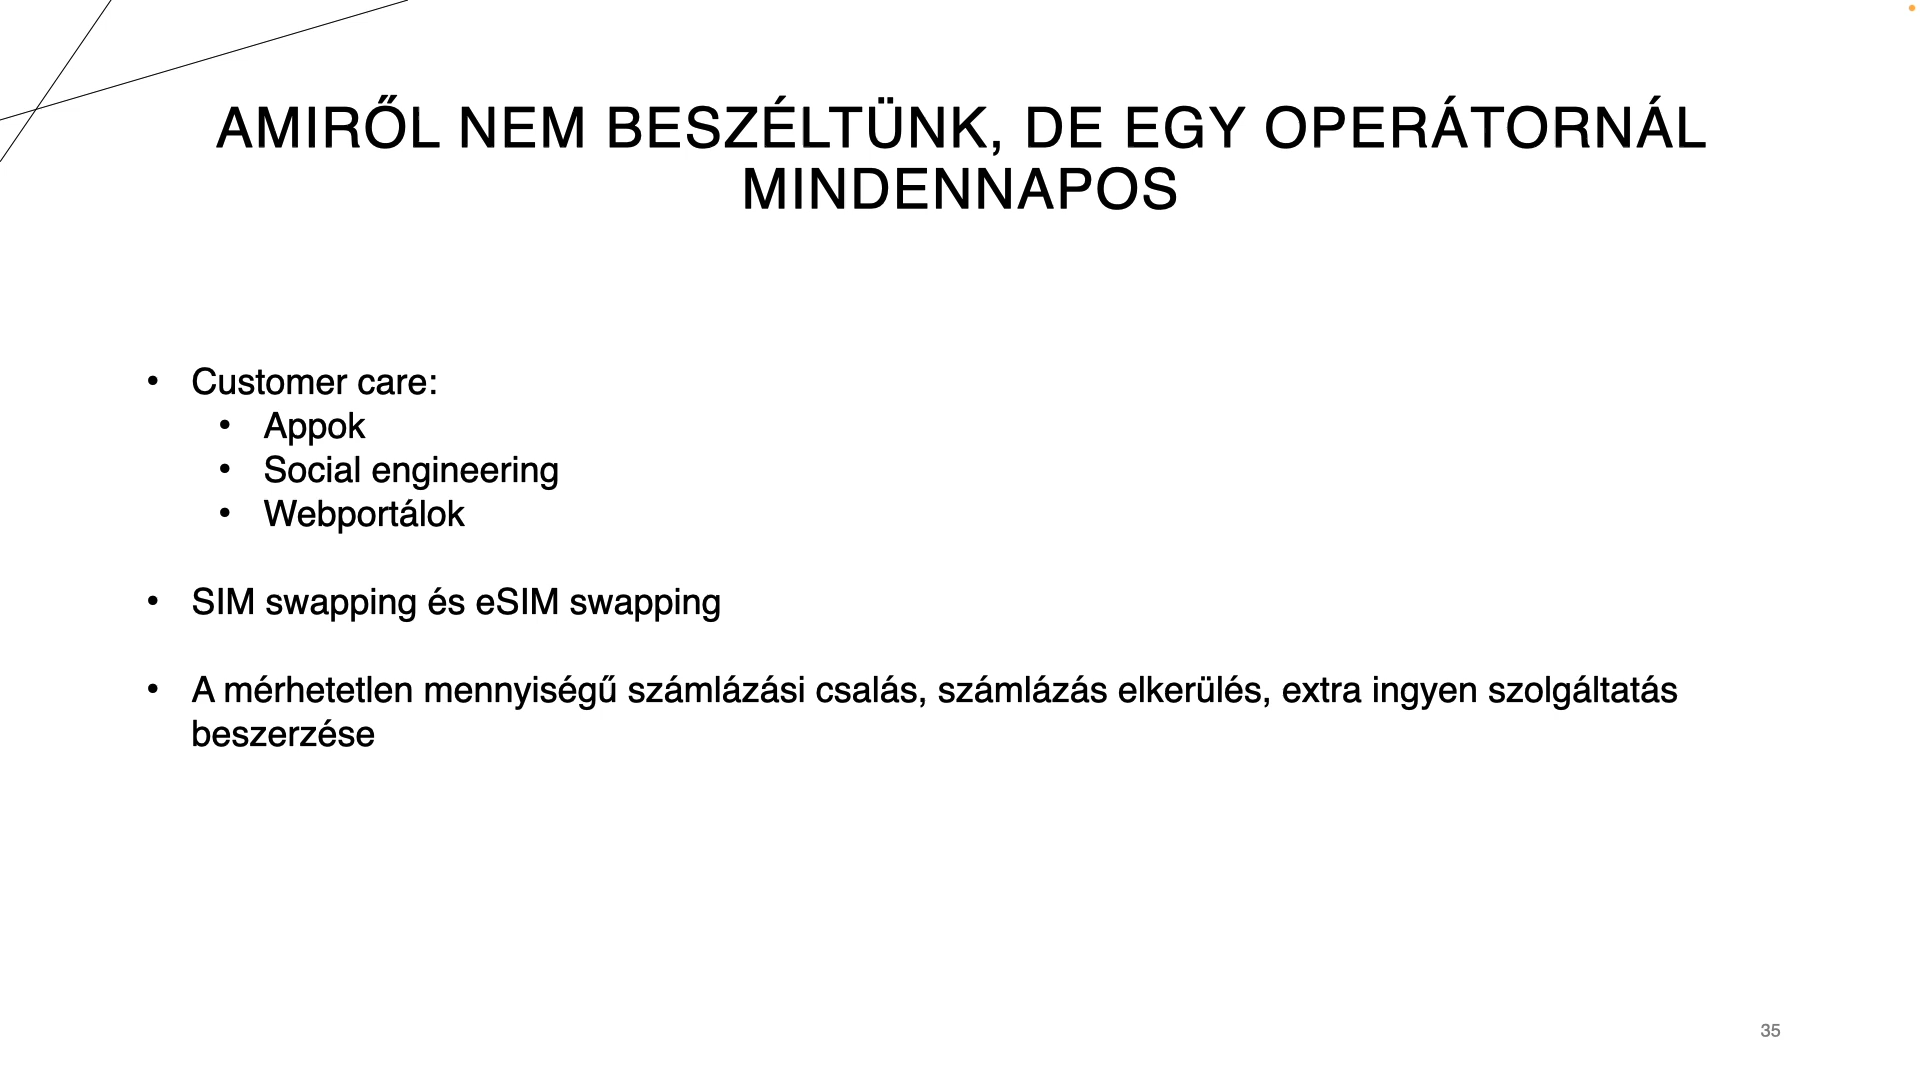 AMIRŐL NEM BESZÉLTÜNK, DE EGY OPERÁTORNÁL
MINDENNAPOS
• Customer care:
• Appok
• Social engineering
• Webportálok
• SIM swapping és eSIM swapping
• A mérhetetlen mennyiségű számlázási csalás, számlázás elkerülés, extra ingyen szolgáltatás
beszerzése
35